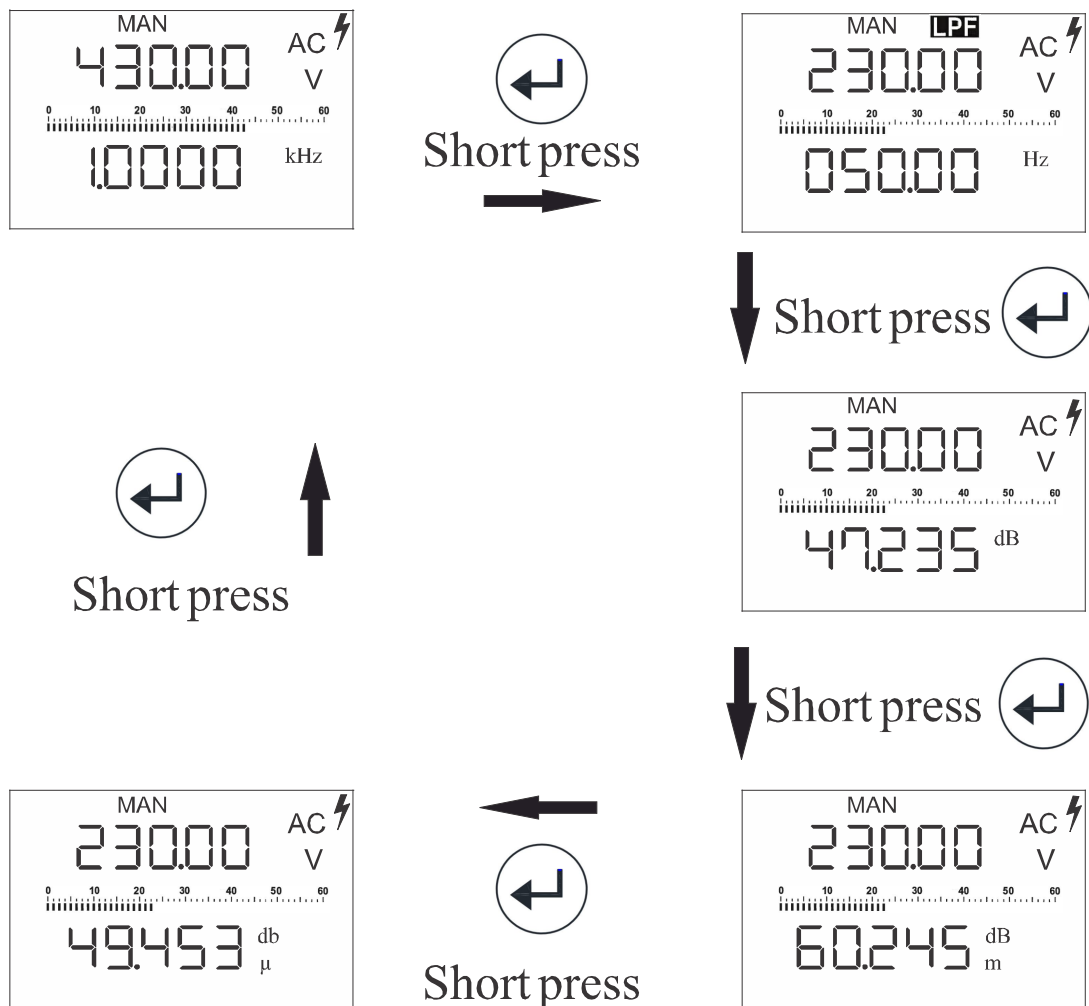 MAN
430.00 AC V
0 10 20 30 40 50 60
1.0000 kHz
Short press
MAN LPF
230.00 AC V
0 10 20 30 40 50 60
050.00 Hz
Short press
MAN
230.00 AC V
0 10 20 30 40 50 60
47.235 dB
Short press
MAN
230.00 AC V
0 10 20 30 40 50 60
60.245 dB m
Short press
MAN
230.00 AC V
0 10 20 30 40 50 60
49.453 db µ
Short press